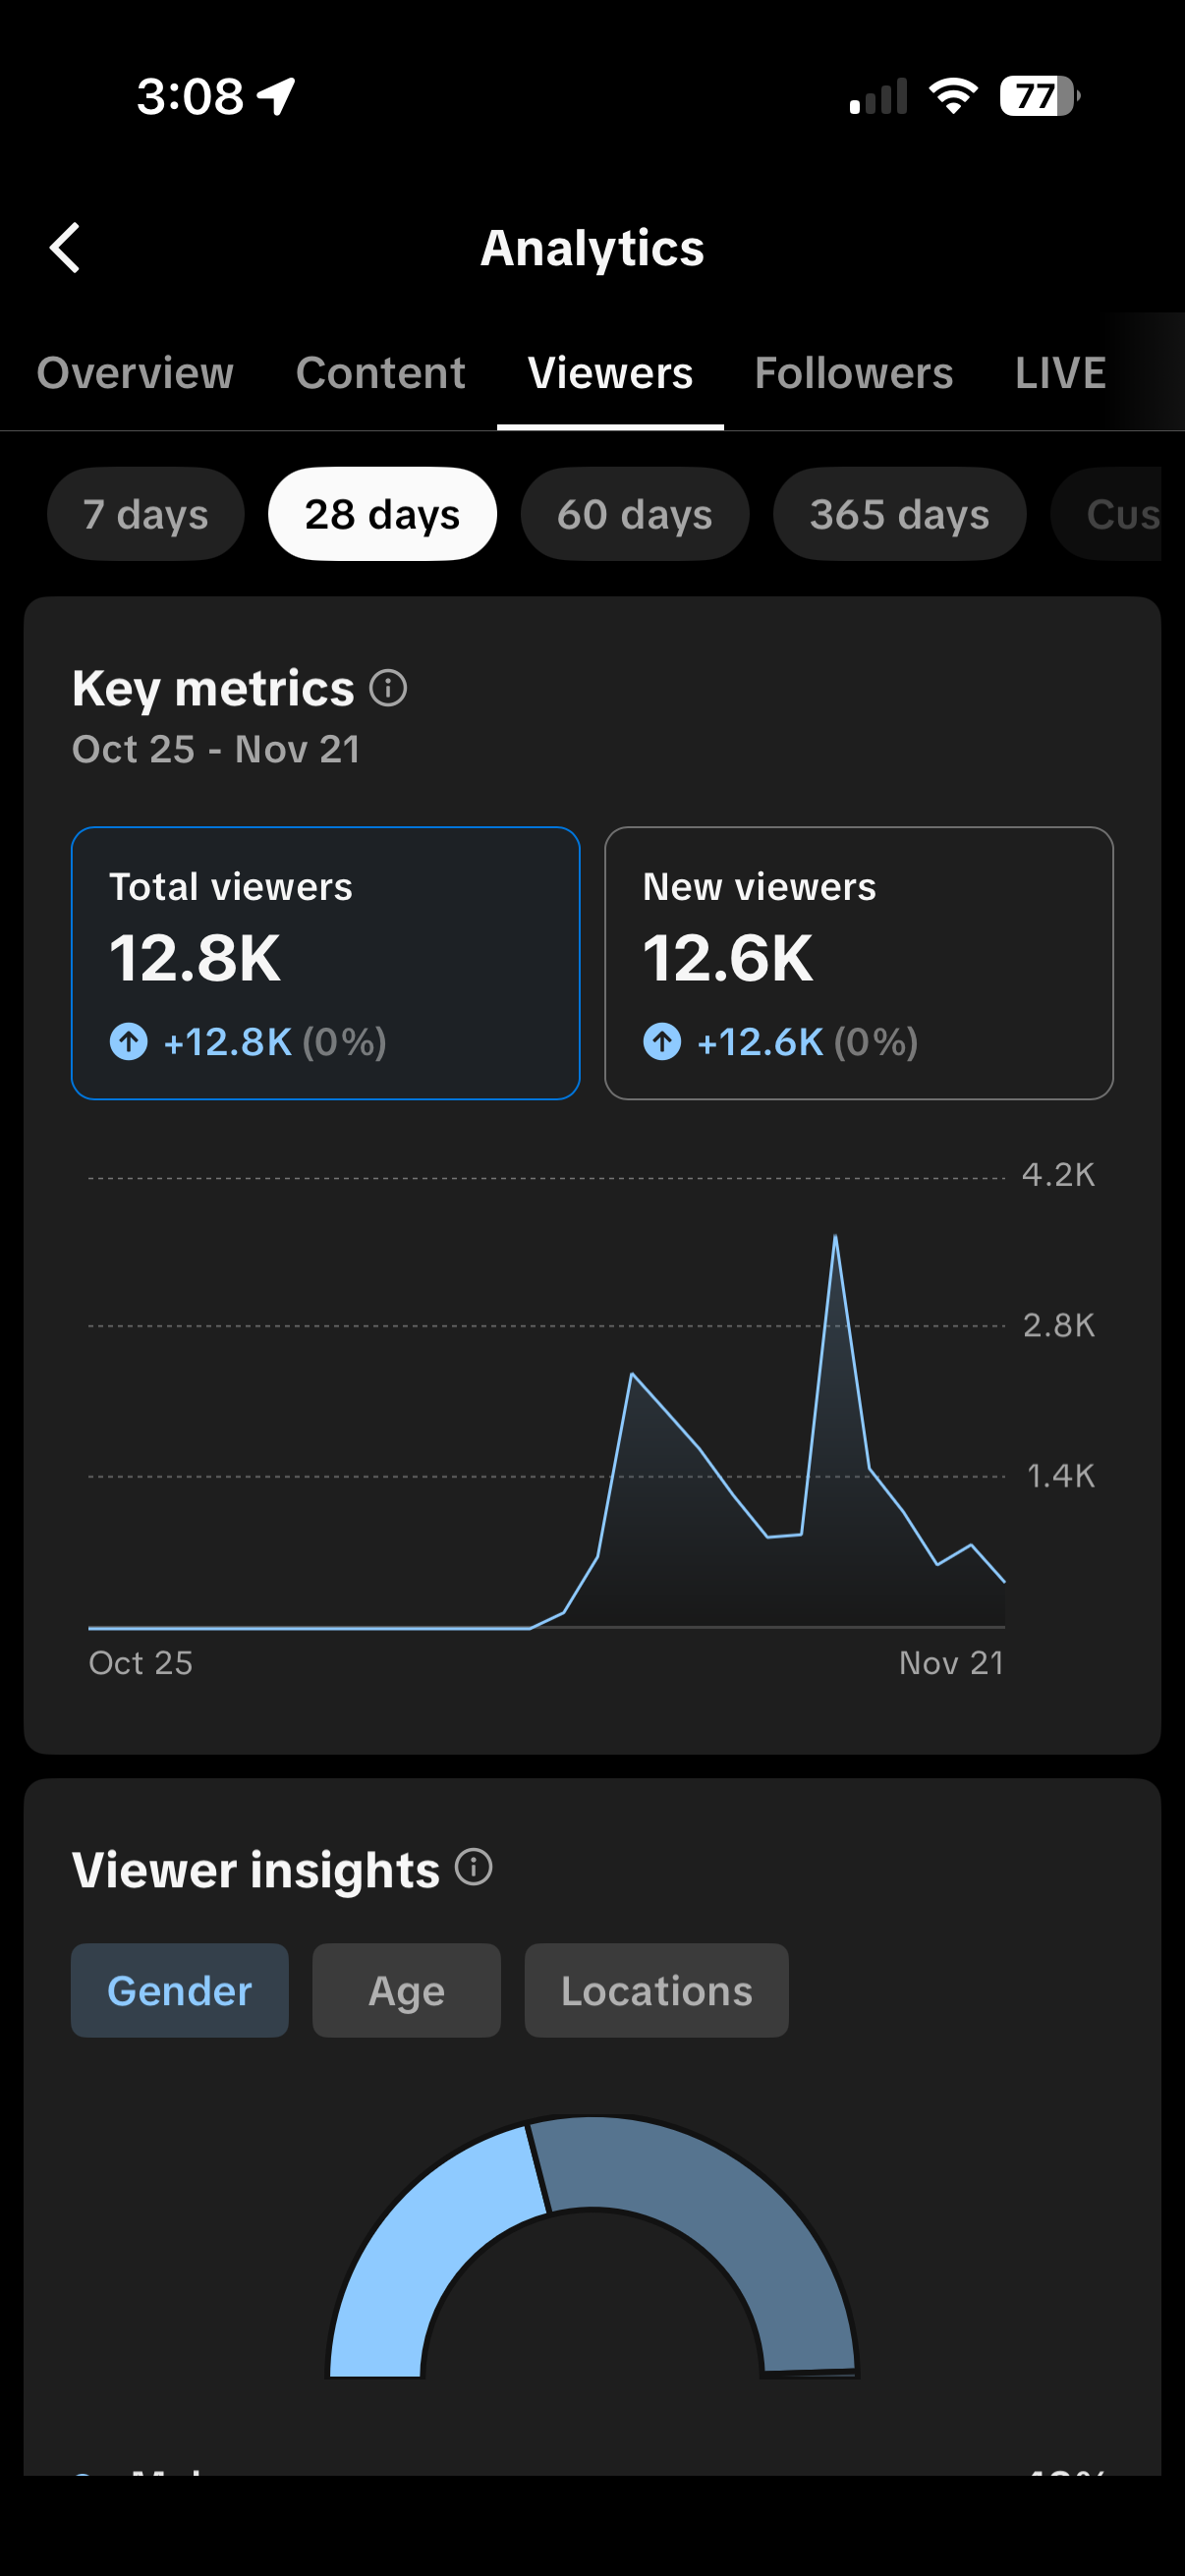 3:08
77
Analytics
Overview Content Viewers Followers LIVE
7 days 28 days 60 days 365 days Cus
Key metrics
Oct 25 - Nov 21
Total viewers
12.8K
+12.8K (0%)
New viewers
12.6K
+12.6K (0%)
4.2K
2.8K
1.4K
Oct 25 Nov 21
Viewer insights
Gender Age Locations